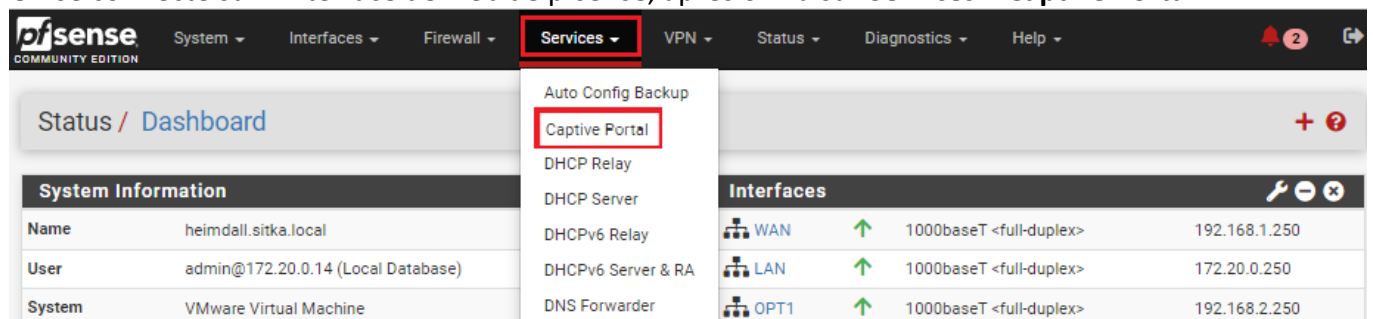 pfsense
COMMUNITY EDITION
System Interfaces Firewall Services VPN Status Diagnostics Help 2
Auto Config Backup
Captive Portal
DHCP Relay
DHCP Server
DHCPv6 Relay
DHCPv6 Server & RA
DNS Forwarder
Status / Dashboard
System Information
Name heimdall.sitka.local
User admin@172.20.0.14 (Local Database)
System VMware Virtual Machine
Interfaces
WAN 1000baseT <full-duplex> 192.168.1.250
LAN 1000baseT <full-duplex> 172.20.0.250
OPT1 1000baseT <full-duplex> 192.168.2.250